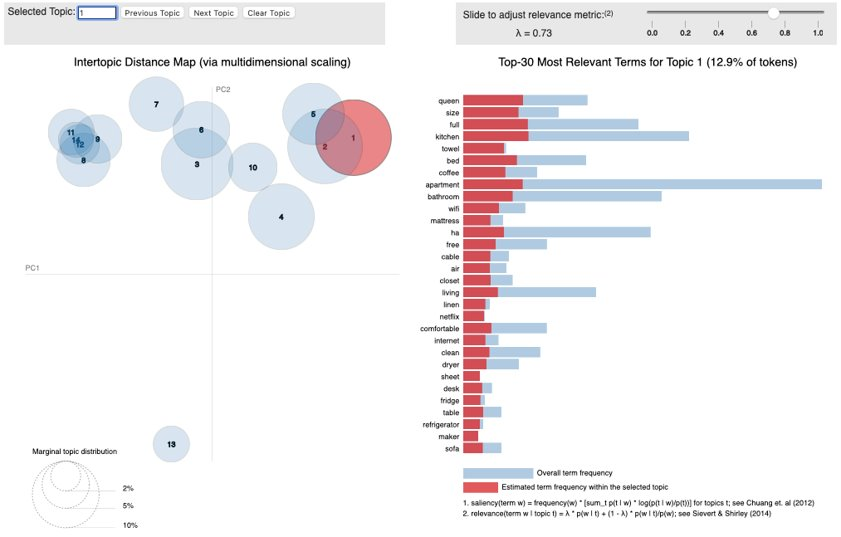 Selected Topic: 1 Previous Topic Next Topic Clear Topic
Slide to adjust relevance metric:(2)
λ = 0.73
0.0 0.2 0.4 0.6 0.8 1.0
Intertopic Distance Map (via multidimensional scaling)
PC2
PC1
7
5
11
9
6
1
14
12
2
8
3
10
4
13
Marginal topic distribution
2%
5%
10%
Top-30 Most Relevant Terms for Topic 1 (12.9% of tokens)
queen
size
full
kitchen
towel
bed
coffee
apartment
bathroom
wifi
mattress
ha
free
cable
air
closet
living
linen
netflix
comfortable
internet
clean
dryer
sheet
desk
fridge
table
refrigerator
maker
sofa
Overall term frequency
Estimated term frequency within the selected topic
1. saliency(term w) = frequency(w) * [sum_t p(t | w) * log(p(t | w)/p(t))] for topics t; see Chuang et. al (2012)
2. relevance(term w | topic t) = λ * p(w | t) + (1 - λ) * p(w | t)/p(w); see Sievert & Shirley (2014)